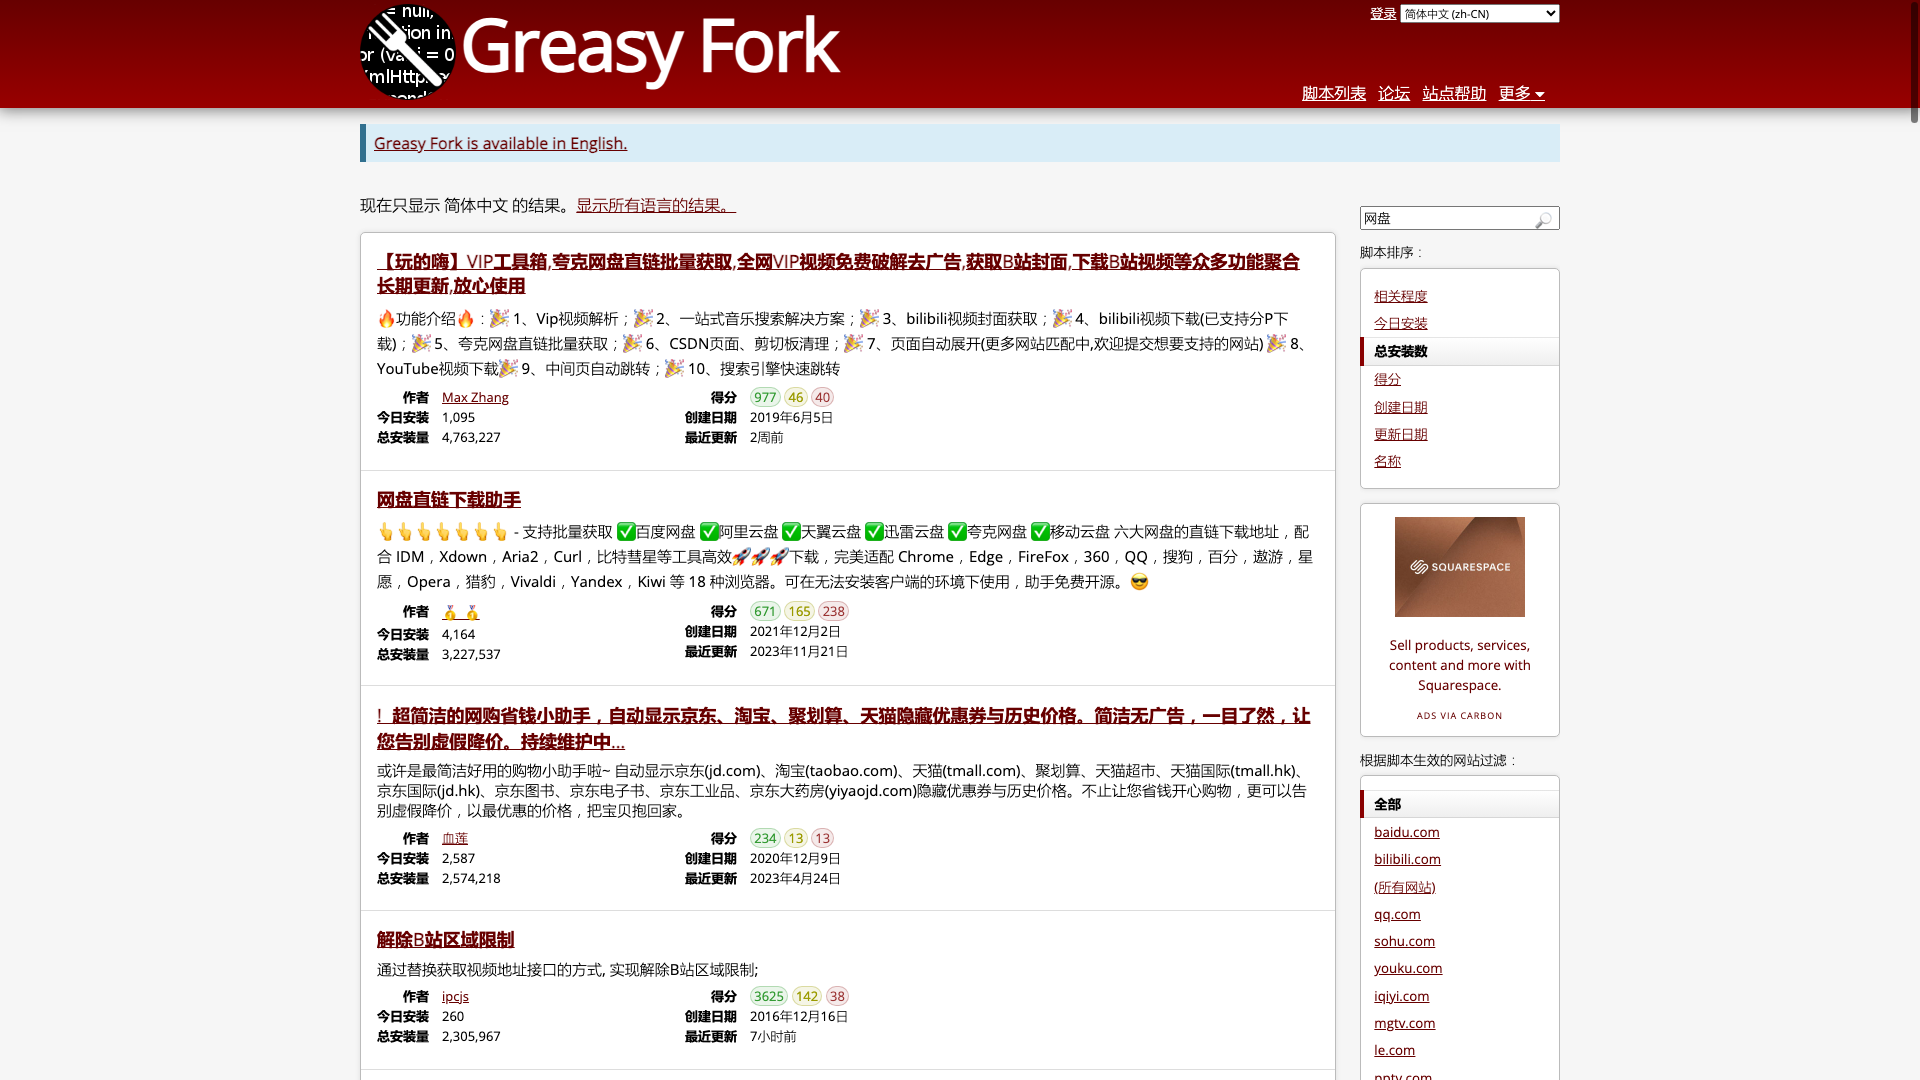 = null,
tion in
or (va i = 0
XmlHttp
Greasy Fork
登录 简体中文 (zh-CN)
脚本列表 论坛 站点帮助 更多
Greasy Fork is available in English.
现在只显示 简体中文 的结果。显示所有语言的结果。
【玩的嗨】VIP工具箱,夸克网盘直链批量获取,全网VIP视频免费破解去广告,获取B站封面,下载B站视频等众多功能聚合
长期更新,放心使用
🔥功能介绍🔥：🎉 1、Vip视频解析；🎉 2、一站式音乐搜索解决方案；🎉 3、bilibili视频封面获取；🎉 4、bilibili视频下载(已支持分P下
载)；🎉 5、夸克网盘直链批量获取；🎉 6、CSDN页面、剪切板清理；🎉 7、页面自动展开(更多网站匹配中,欢迎提交想要支持的网站) 🎉 8、
YouTube视频下载🎉 9、中间页自动跳转；🎉 10、搜索引擎快速跳转
作者 Max Zhang 得分 977 46 40
今日安装 1,095 创建日期 2019年6月5日
总安装量 4,763,227 最近更新 2周前
网盘直链下载助手
👆👆👆👆👆👆👆 - 支持批量获取 ✅百度网盘 ✅阿里云盘 ✅天翼云盘 ✅迅雷云盘 ✅夸克网盘 ✅移动云盘 六大网盘的直链下载地址，配
合 IDM，Xdown，Aria2，Curl，比特彗星等工具高效🚀🚀🚀下载，完美适配 Chrome，Edge，FireFox，360，QQ，搜狗，百分，遨游，星
愿，Opera，猎豹，Vivaldi，Yandex，Kiwi 等 18 种浏览器。可在无法安装客户端的环境下使用，助手免费开源。😎
作者 🥇 🥇 得分 671 165 238
今日安装 4,164 创建日期 2021年12月2日
总安装量 3,227,537 最近更新 2023年11月21日
！超简洁的网购省钱小助手，自动显示京东、淘宝、聚划算、天猫隐藏优惠券与历史价格。简洁无广告，一目了然，让
您告别虚假降价。持续维护中...
或许是最简洁好用的购物小助手啦~ 自动显示京东(jd.com)、淘宝(taobao.com)、天猫(tmall.com)、聚划算、天猫超市、天猫国际(tmall.hk)、
京东国际(jd.hk)、京东图书、京东电子书、京东工业品、京东大药房(yiyaojd.com)隐藏优惠券与历史价格。不止让您省钱开心购物，更可以告
别虚假降价，以最优惠的价格，把宝贝抱回家。
作者 血莲 得分 234 13 13
今日安装 2,587 创建日期 2020年12月9日
总安装量 2,574,218 最近更新 2023年4月24日
解除B站区域限制
通过替换获取视频地址接口的方式, 实现解除B站区域限制;
作者 ipcjs 得分 3625 142 38
今日安装 260 创建日期 2016年12月16日
总安装量 2,305,967 最近更新 7小时前
网盘
脚本排序：
相关程度
今日安装
总安装数
得分
创建日期
更新日期
名称
SQUARESPACE
Sell products, services,
content and more with
Squarespace.
ADS VIA CARBON
根据脚本生效的网站过滤：
全部
baidu.com
bilibili.com
(所有网站)
qq.com
sohu.com
youku.com
iqiyi.com
mgtv.com
le.com
pptv.com